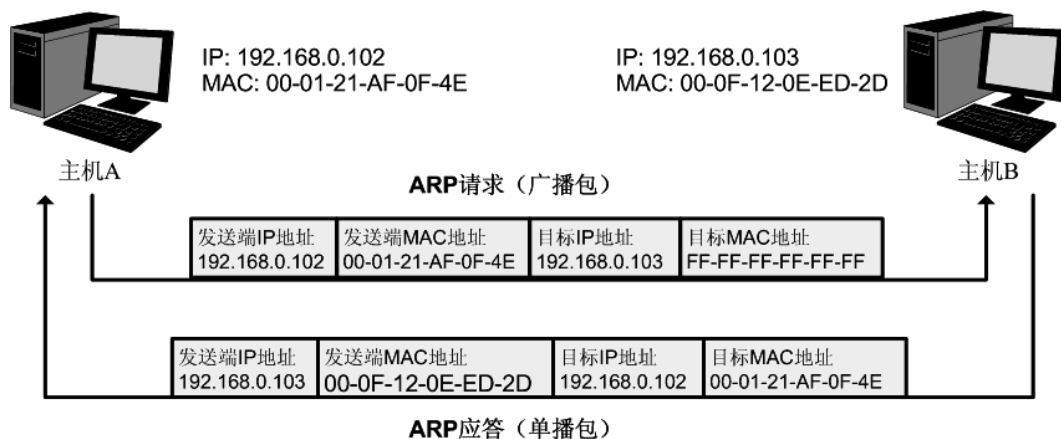 IP: 192.168.0.102
MAC: 00-01-21-AF-0F-4E
IP: 192.168.0.103
MAC: 00-0F-12-0E-ED-2D
主机A
主机B
ARP请求（广播包）
发送端IP地址
192.168.0.102
发送端MAC地址
00-01-21-AF-0F-4E
目标IP地址
192.168.0.103
目标MAC地址
FF-FF-FF-FF-FF-FF
发送端IP地址
192.168.0.103
发送端MAC地址
00-0F-12-0E-ED-2D
目标IP地址
192.168.0.102
目标MAC地址
00-01-21-AF-0F-4E
ARP应答（单播包）